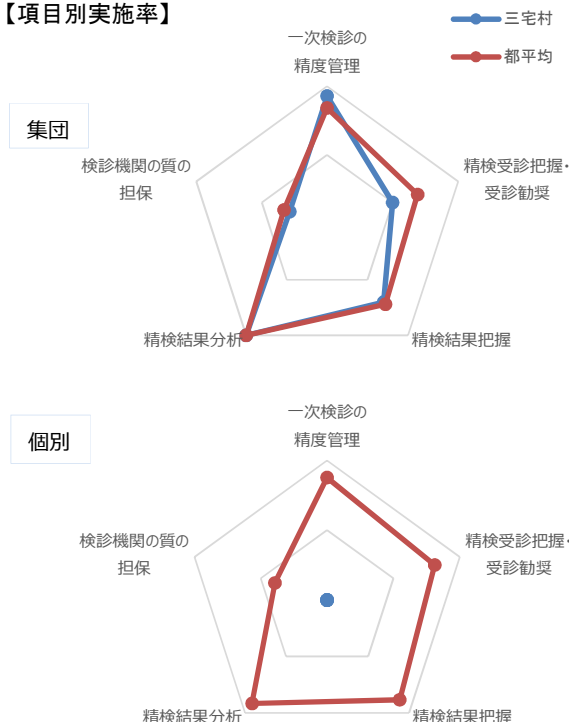 【項目別実施率】
三宅村
都平均
集団
一次検診の
精度管理
精検受診把握・
受診勧奨
検診機関の質の
担保
精検結果分析
精検結果把握
個別
一次検診の
精度管理
精検受診把握・
受診勧奨
検診機関の質の
担保
精検結果分析
精検結果把握